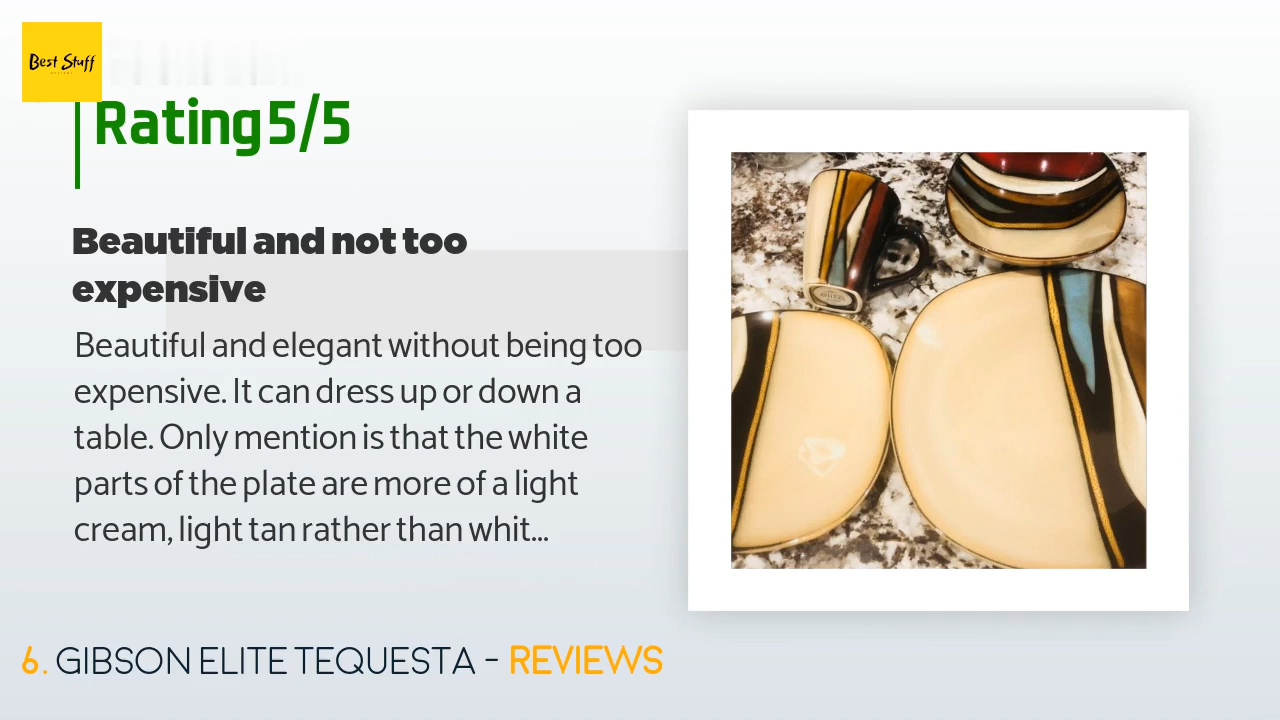 Best Stuff
Rating 5/5
Beautiful and not too
expensive
Beautiful and elegant without being too
expensive. It can dress up or down a
table. Only mention is that the white
parts of the plate are more of a light
cream, light tan rather than whit...
6. GIBSON ELITE TEQUESTA - REVIEWS